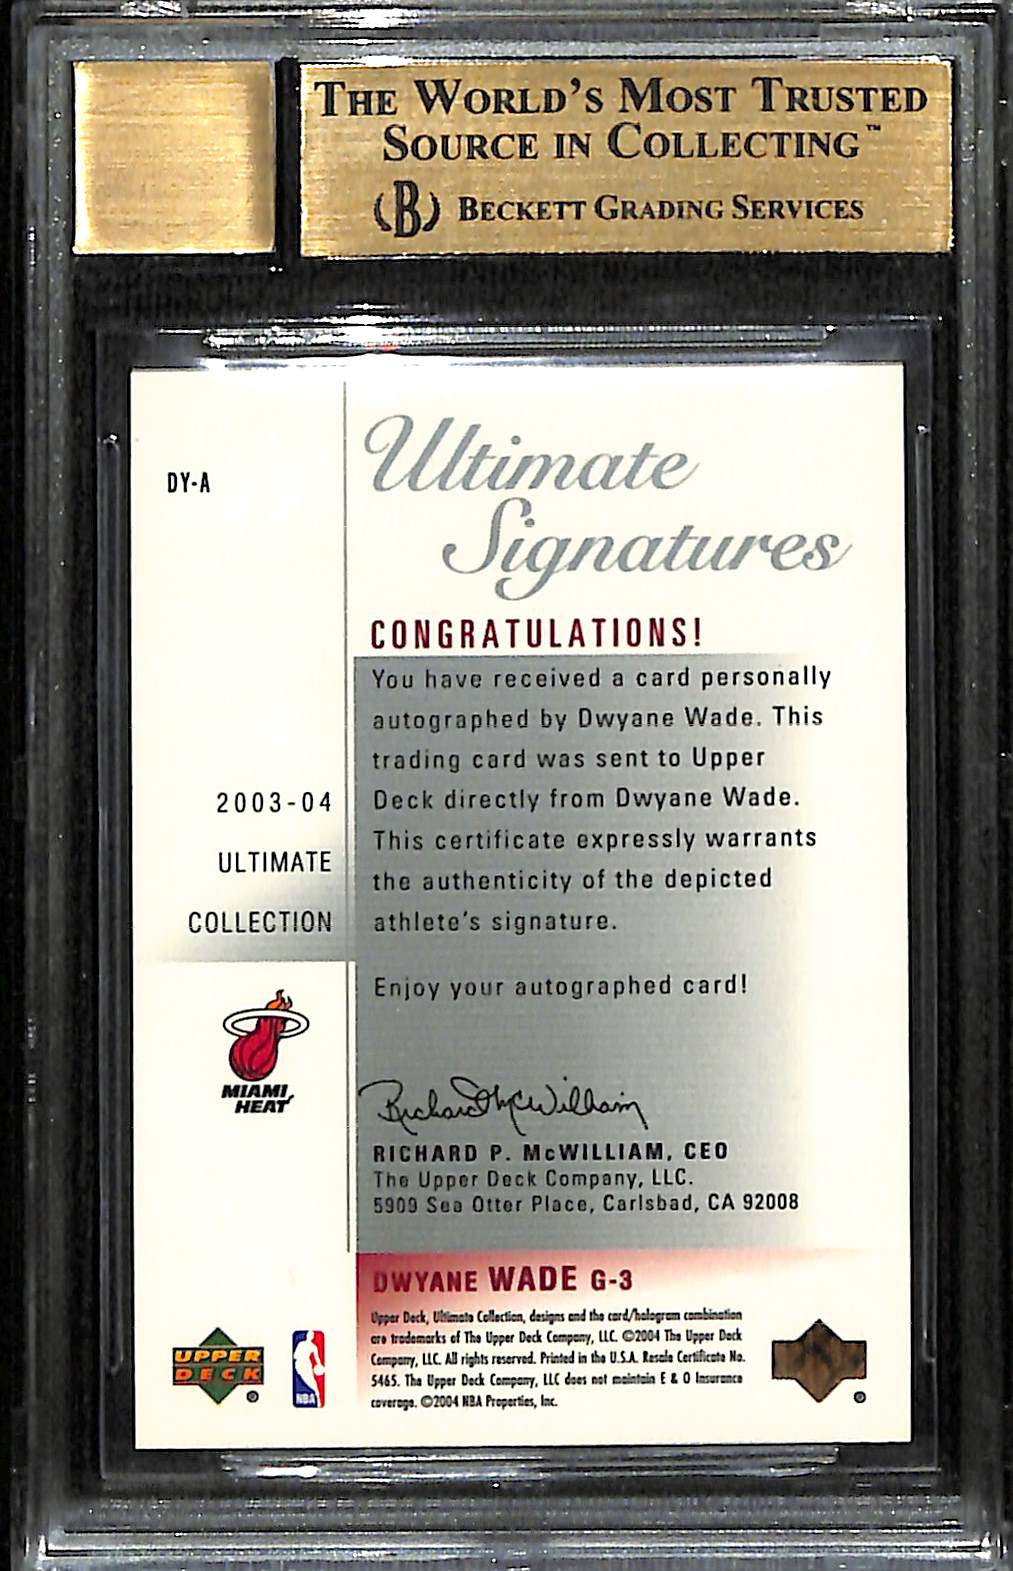 THE WORLD'S MOST TRUSTED
SOURCE IN COLLECTING™
(B) BECKETT GRADING SERVICES
DY-A
Ultimate
Signatures
CONGRATULATIONS!
You have received a card personally
autographed by Dwyane Wade. This
trading card was sent to Upper
Deck directly from Dwyane Wade.
This certificate expressly warrants
the authenticity of the depicted
athlete's signature.
Enjoy your autographed card!
2003-04
ULTIMATE
COLLECTION
MIAMI
HEAT
Richard McWilliam
RICHARD P. McWILLIAM, CEO
The Upper Deck Company, LLC.
5909 Sea Otter Place, Carlsbad, CA 92008
DWYANE WADE G-3
Upper Deck, Ultimate Collection, designs and the card/hologram combination
are trademarks of The Upper Deck Company, LLC. ©2004 The Upper Deck
Company, LLC. All rights reserved. Printed in the U.S.A. Resale Certificate No.
5465. The Upper Deck Company, LLC does not maintain E & O Insurance
coverage. ©2004 NBA Properties, Inc.
UPPER
DECK
®
NBA
®